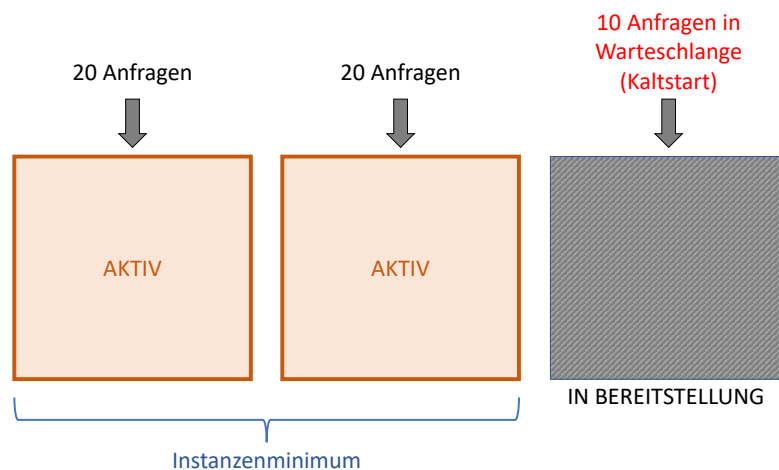 20 Anfragen
20 Anfragen
10 Anfragen in
Warteschlange
(Kaltstart)
AKTIV
AKTIV
IN BEREITSTELLUNG
Instanzenminimum